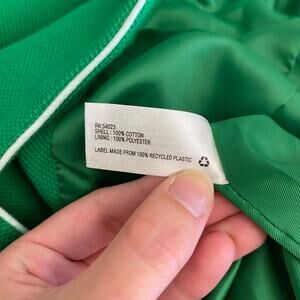 RN 54023
SHELL : 100% COTTON
LINING : 100% POLYESTER
LABEL MADE FROM 100% RECYCLED PLASTIC